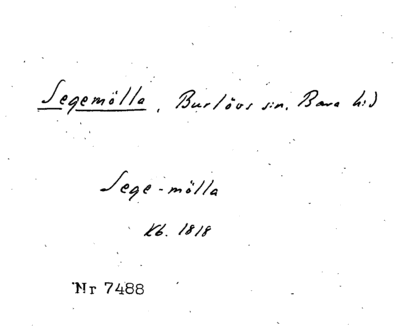 Segemölla, Burlövs sn. Bara hd
Sege-mölla
Kb. 1818
Nr 7488